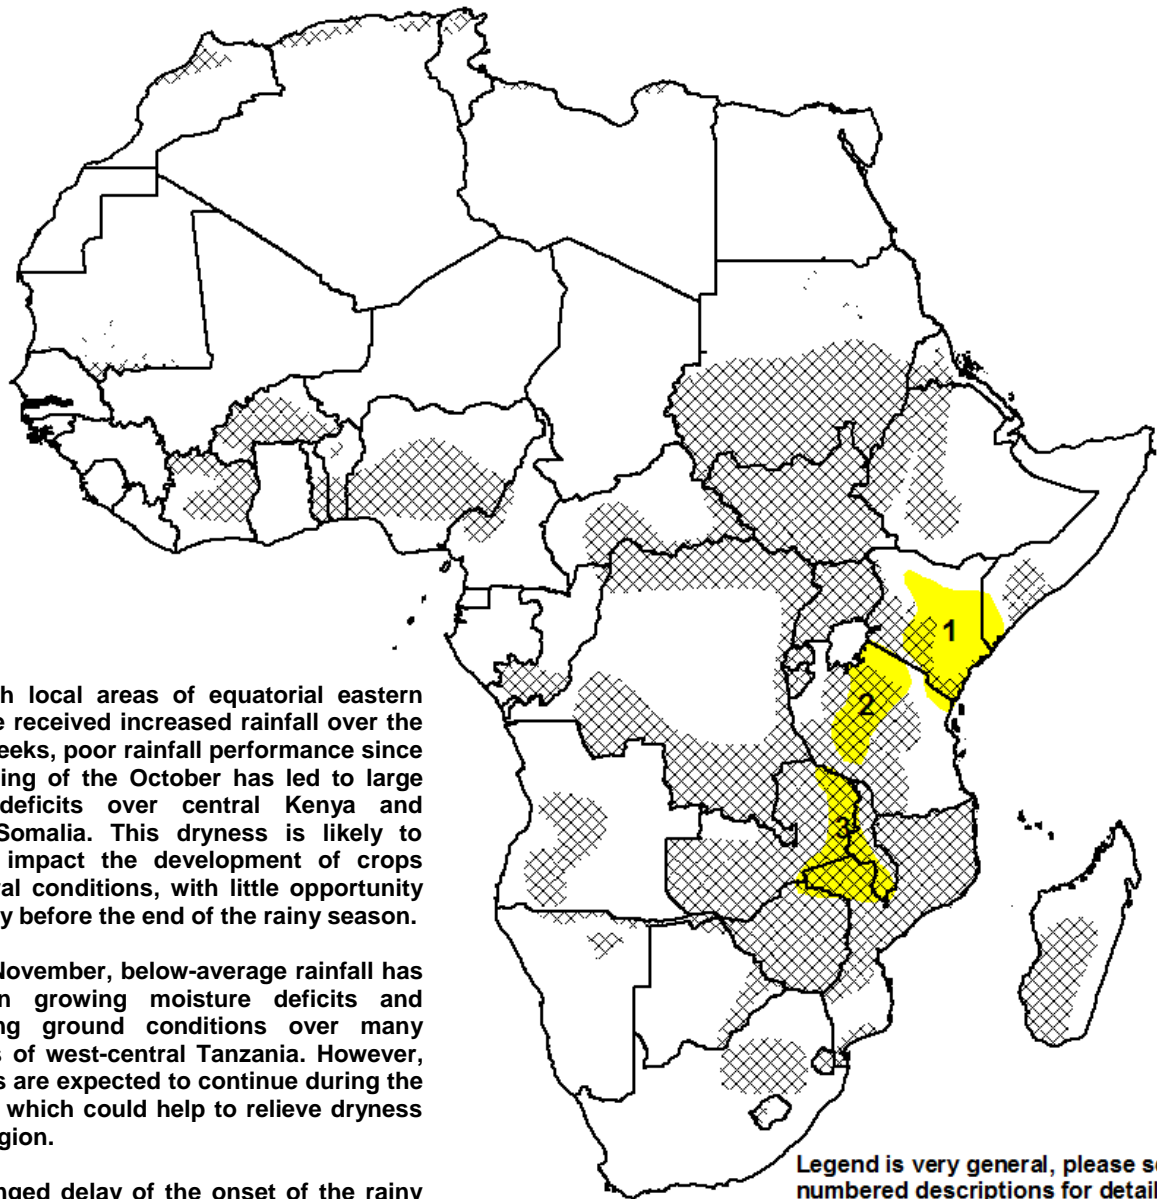 h local areas of equatorial eastern
e received increased rainfall over the
eeks, poor rainfall performance since
ing of the October has led to large
deficits over central Kenya and
Somalia. This dryness is likely to
impact the development of crops
al conditions, with little opportunity
y before the end of the rainy season.
November, below-average rainfall has
n growing moisture deficits and
ng ground conditions over many
s of west-central Tanzania. However,
s are expected to continue during the
which could help to relieve dryness
gion.
nged delay of the onset of the rainy
1
2
3
Legend is very general, please s
numbered descriptions for detail